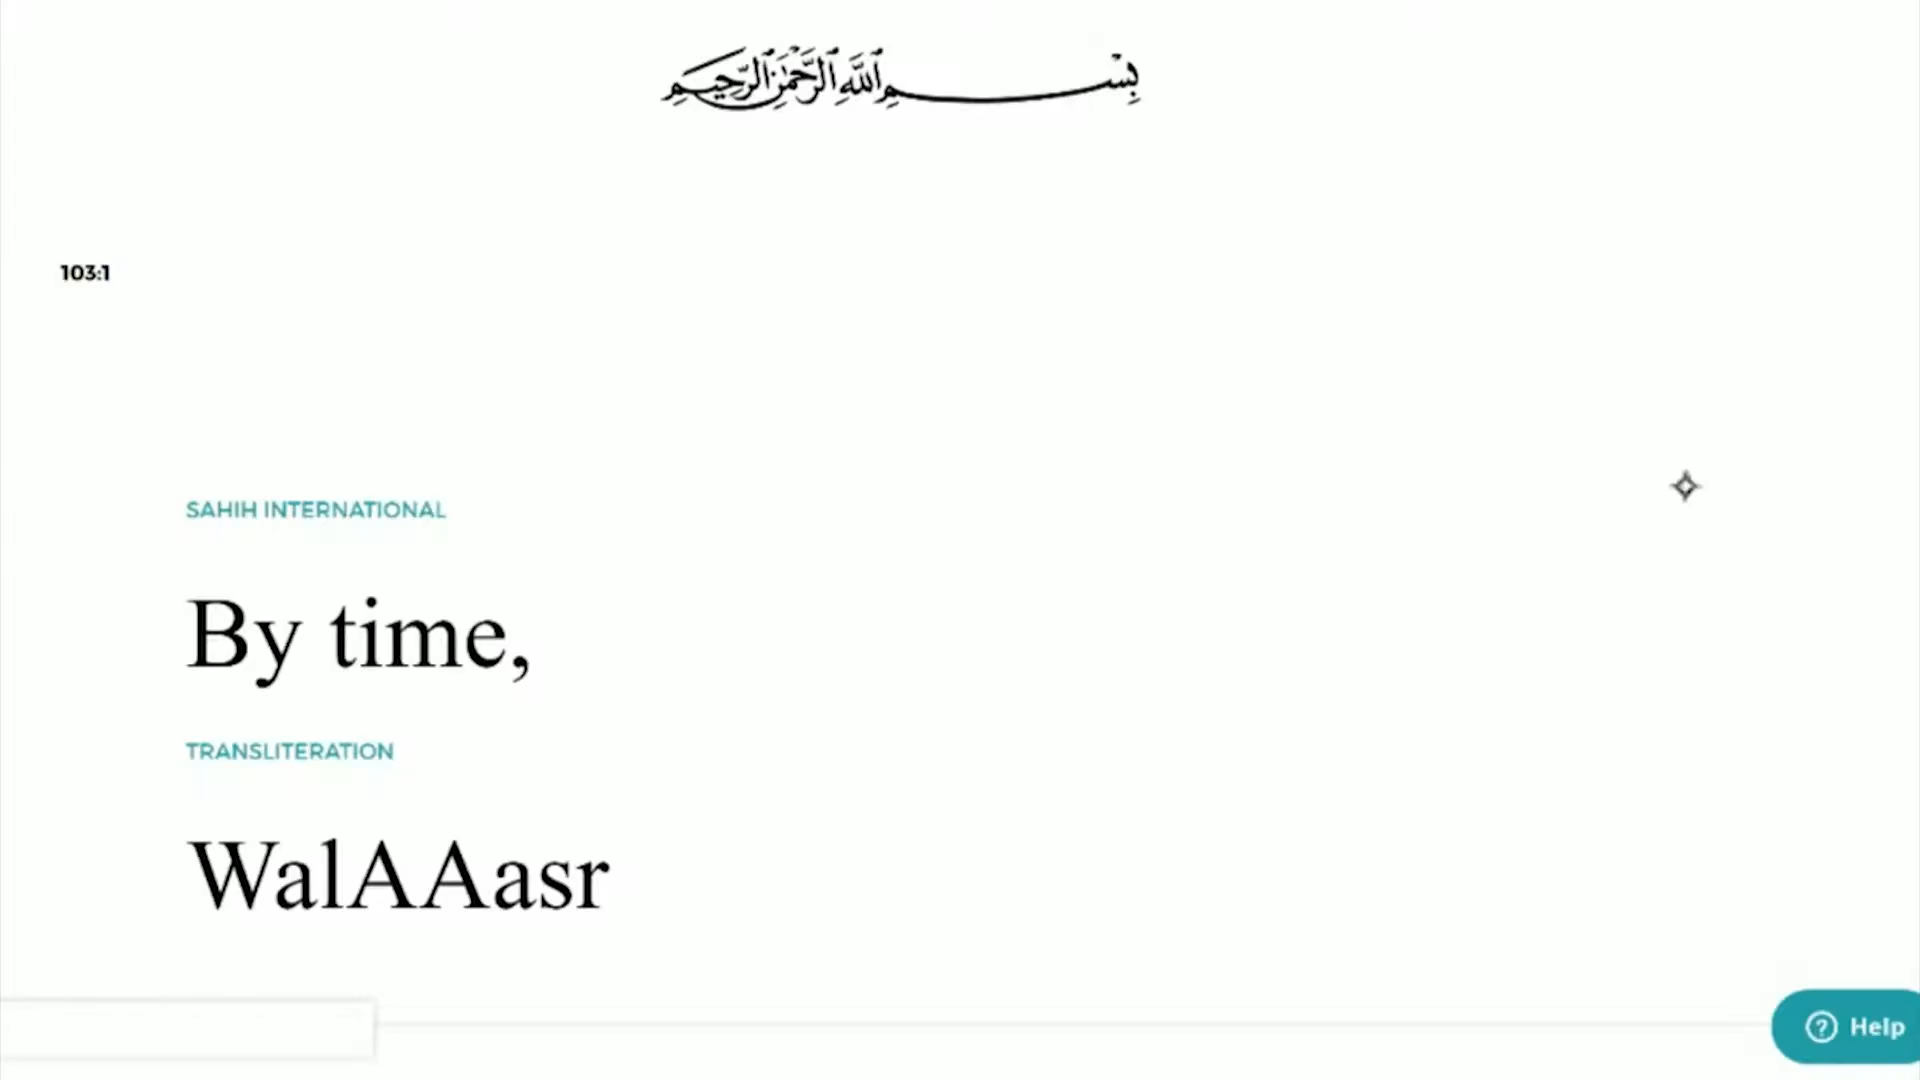 بِسْمِ ٱللَّهِ ٱلرَّحْمَٰنِ ٱلرَّحِيمِ
103:1
SAHIH INTERNATIONAL
By time,
TRANSLITERATION
WalAAasr
Help